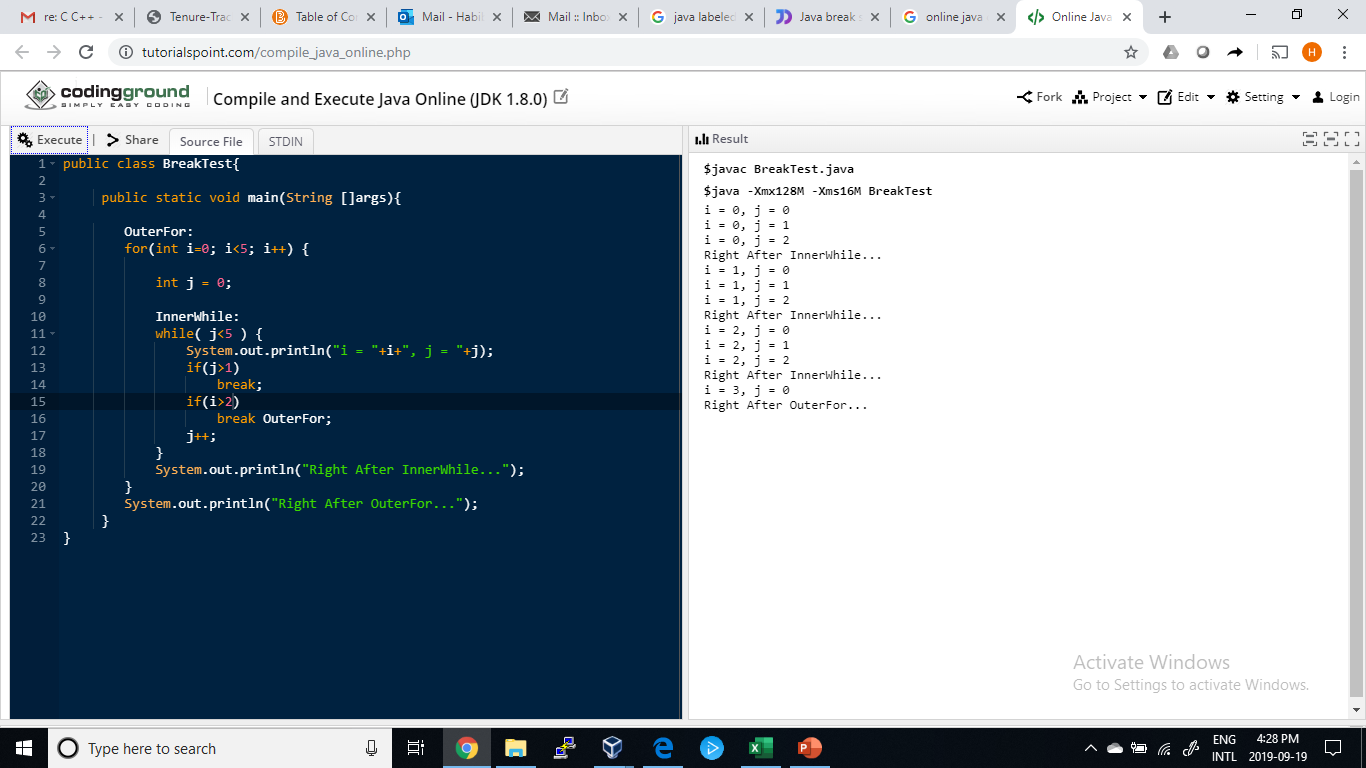 re: C C++ -
Tenure-Trac
Table of Co
Mail - Habi
Mail :: Inbo
java labeled
Java break s
online java
Online Java
tutorialspoint.com/compile_java_online.php
H
codingground
SIMPLY EASY CODING
Compile and Execute Java Online (JDK 1.8.0)
Fork
Project
Edit
Setting
Login
Execute
Share
Source File
STDIN
Result
1 public class BreakTest{
2
3 public static void main(String []args){
4
5 OuterFor:
6 for(int i=0; i<5; i++) {
7
8 int j = 0;
9
10 InnerWhile:
11 while( j<5 ) {
12 System.out.println("i = "+i+", j = "+j);
13 if(j>1)
14 break;
15 if(i>2)
16 break OuterFor;
17 j++;
18 }
19 System.out.println("Right After InnerWhile...");
20 }
21 System.out.println("Right After OuterFor...");
22 }
23 }
$javac BreakTest.java
$java -Xmx128M -Xms16M BreakTest
i = 0, j = 0
i = 0, j = 1
i = 0, j = 2
Right After InnerWhile...
i = 1, j = 0
i = 1, j = 1
i = 1, j = 2
Right After InnerWhile...
i = 2, j = 0
i = 2, j = 1
i = 2, j = 2
Right After InnerWhile...
i = 3, j = 0
Right After OuterFor...
Activate Windows
Go to Settings to activate Windows.
Type here to search
ENG
INTL
4:28 PM
2019-09-19